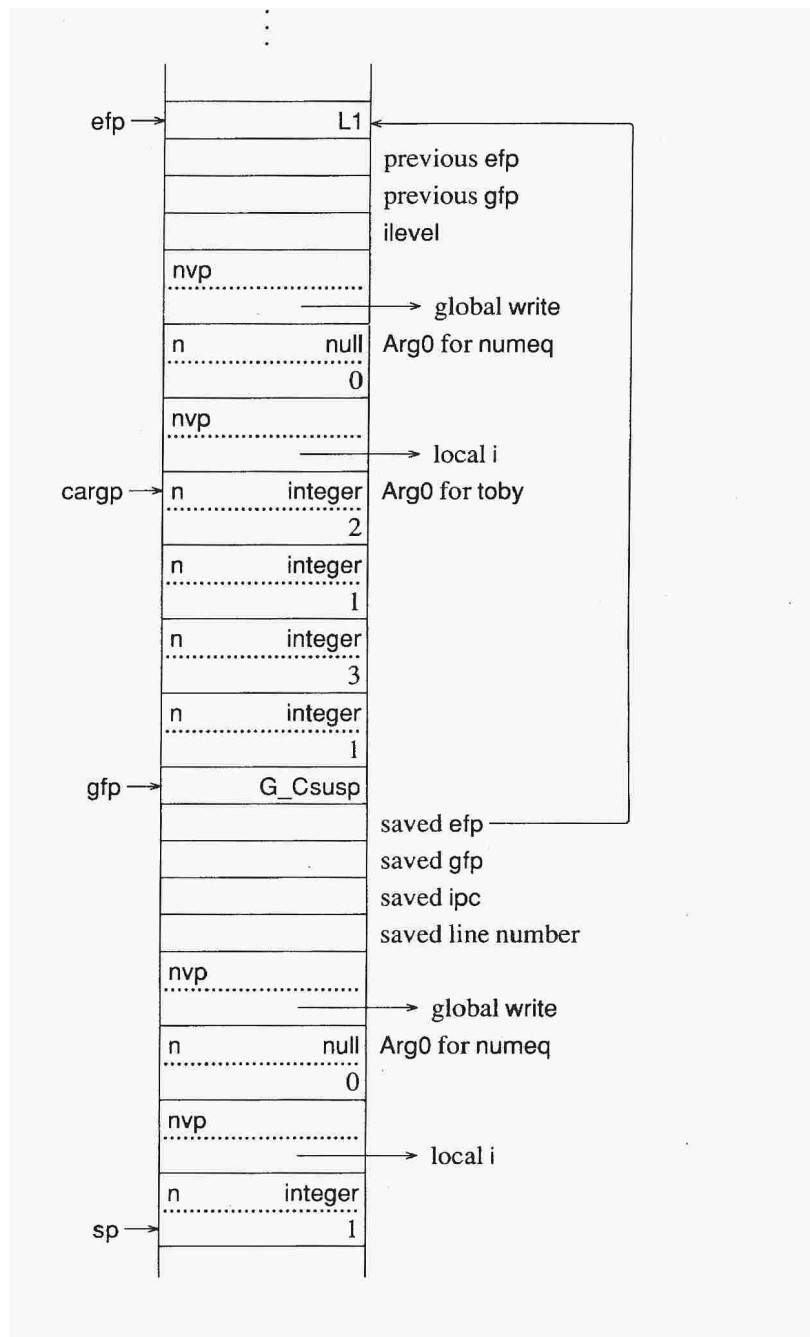 efp L1
previous efp
previous gfp
ilevel
nvp
global write
n null Arg0 for numeq
0
nvp
local i
cargp n integer Arg0 for toby
2
n integer
1
n integer
3
n integer
1
gfp G_Csusp
saved efp
saved gfp
saved ipc
saved line number
nvp
global write
n null Arg0 for numeq
0
nvp
local i
n integer
sp 1